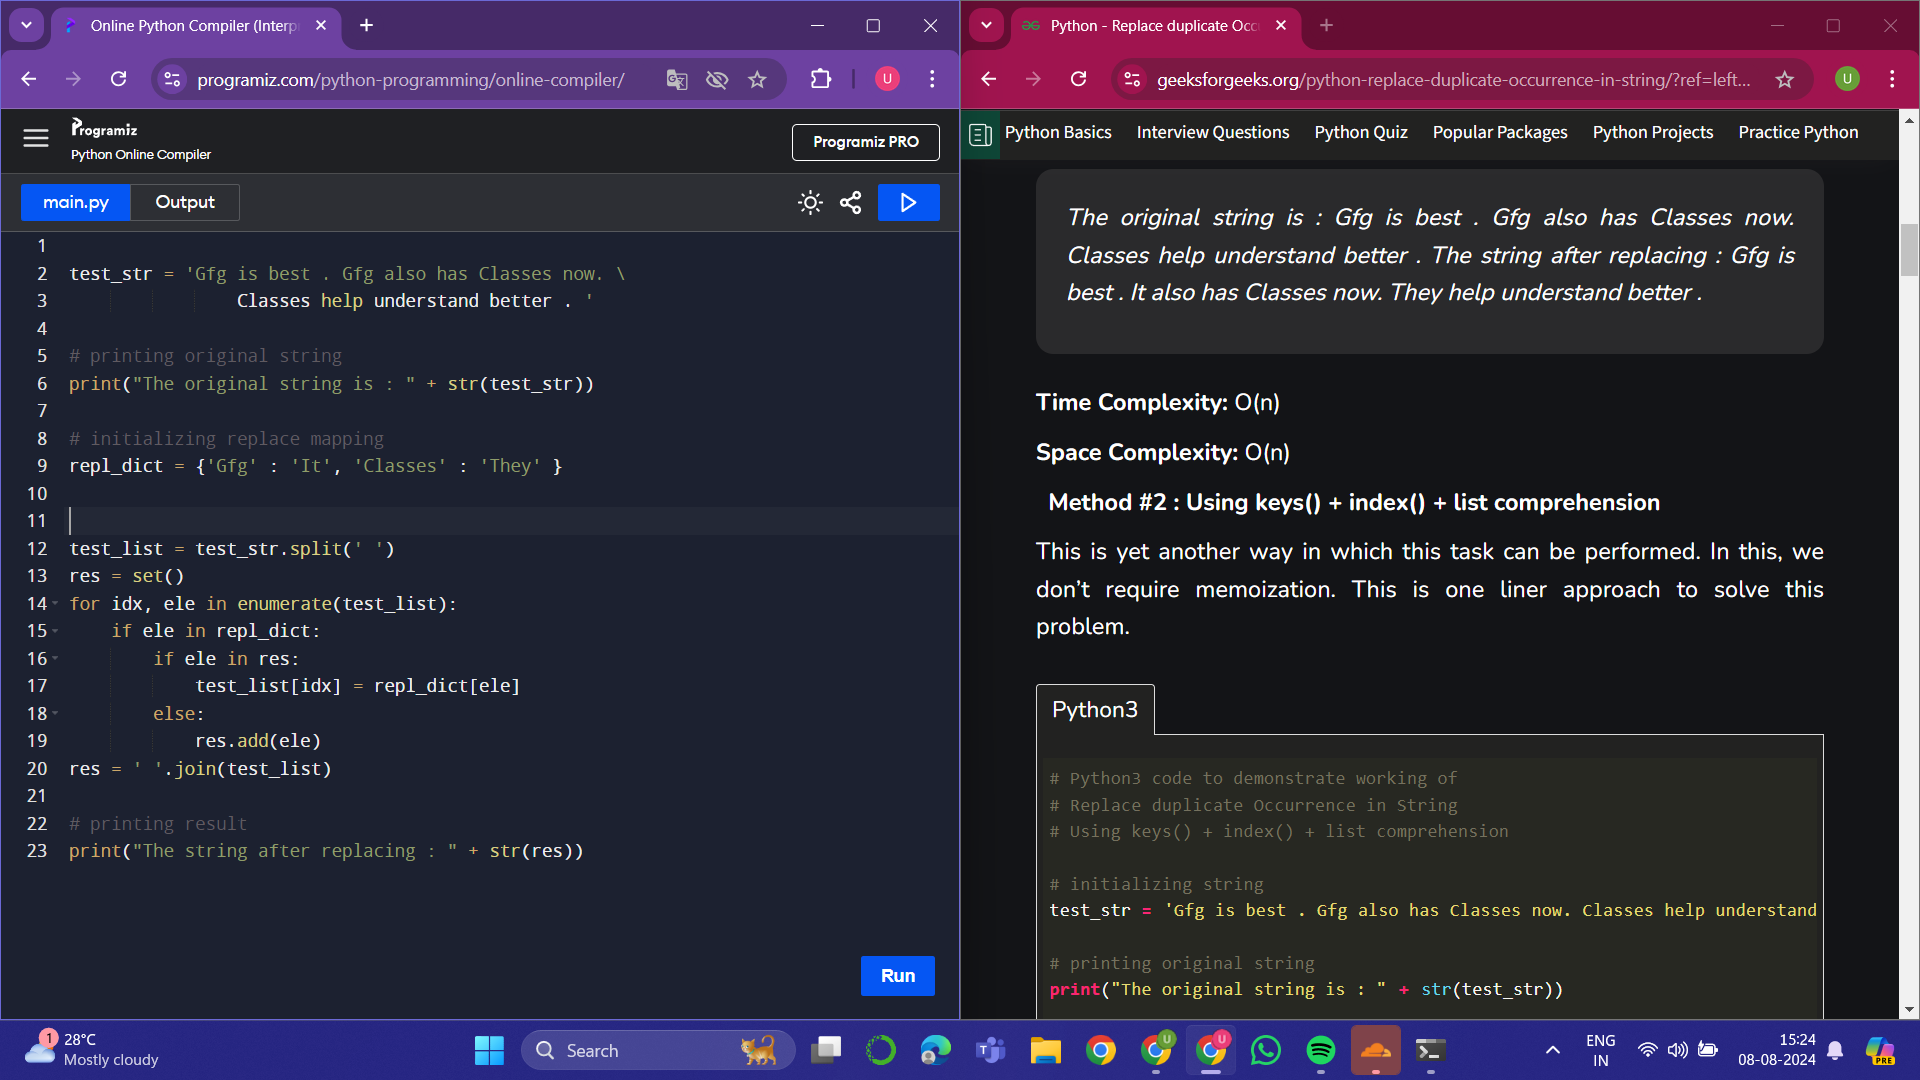 Online Python Compiler (Interp
programiz.com/python-programming/online-compiler/
U
Programiz
Python Online Compiler
Programiz PRO
main.py
Output
1
2 test_str = 'Gfg is best . Gfg also has Classes now. \
3 Classes help understand better . '
4
5 # printing original string
6 print("The original string is : " + str(test_str))
7
8 # initializing replace mapping
9 repl_dict = {'Gfg' : 'It', 'Classes' : 'They' }
10
11
12 test_list = test_str.split(' ')
13 res = set()
14 for idx, ele in enumerate(test_list):
15 if ele in repl_dict:
16 if ele in res:
17 test_list[idx] = repl_dict[ele]
18 else:
19 res.add(ele)
20 res = ' '.join(test_list)
21
22 # printing result
23 print("The string after replacing : " + str(res))
Run
Python - Replace duplicate Occ
geeksforgeeks.org/python-replace-duplicate-occurrence-in-string/?ref=left...
U
Python Basics Interview Questions Python Quiz Popular Packages Python Projects Practice Python
The original string is : Gfg is best . Gfg also has Classes now.
Classes help understand better . The string after replacing : Gfg is
best . It also has Classes now. They help understand better .
Time Complexity: O(n)
Space Complexity: O(n)
Method #2 : Using keys() + index() + list comprehension
This is yet another way in which this task can be performed. In this, we
don’t require memoization. This is one liner approach to solve this
problem.
Python3
# Python3 code to demonstrate working of
# Replace duplicate Occurrence in String
# Using keys() + index() + list comprehension
# initializing string
test_str = 'Gfg is best . Gfg also has Classes now. Classes help understand
# printing original string
print("The original string is : " + str(test_str))
1
28°C
Mostly cloudy
Search
U
U
ENG
IN
15:24
08-08-2024
PRE